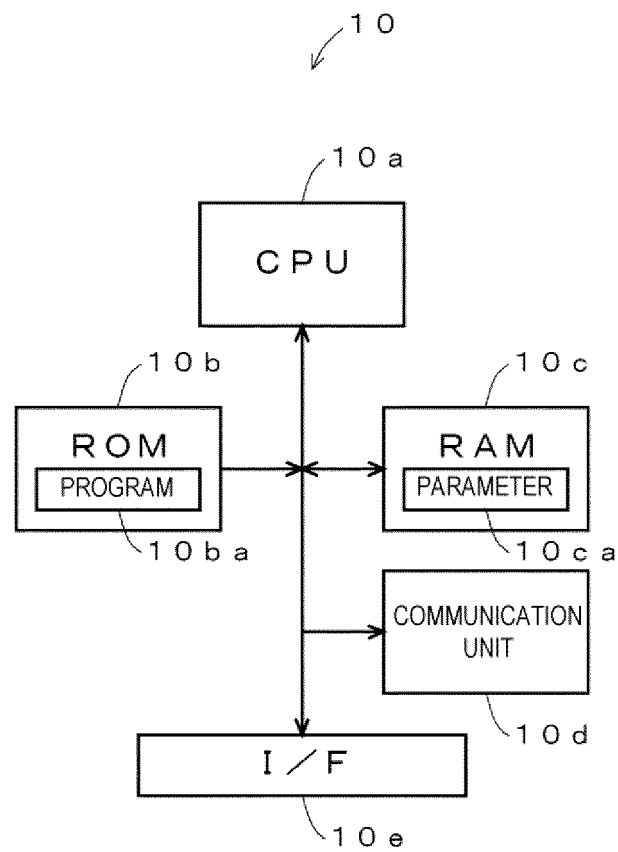 10
10a
CPU
10b
10c
ROM
PROGRAM
RAM
PARAMETER
10ba
10ca
COMMUNICATION
UNIT
10d
I/F
10e